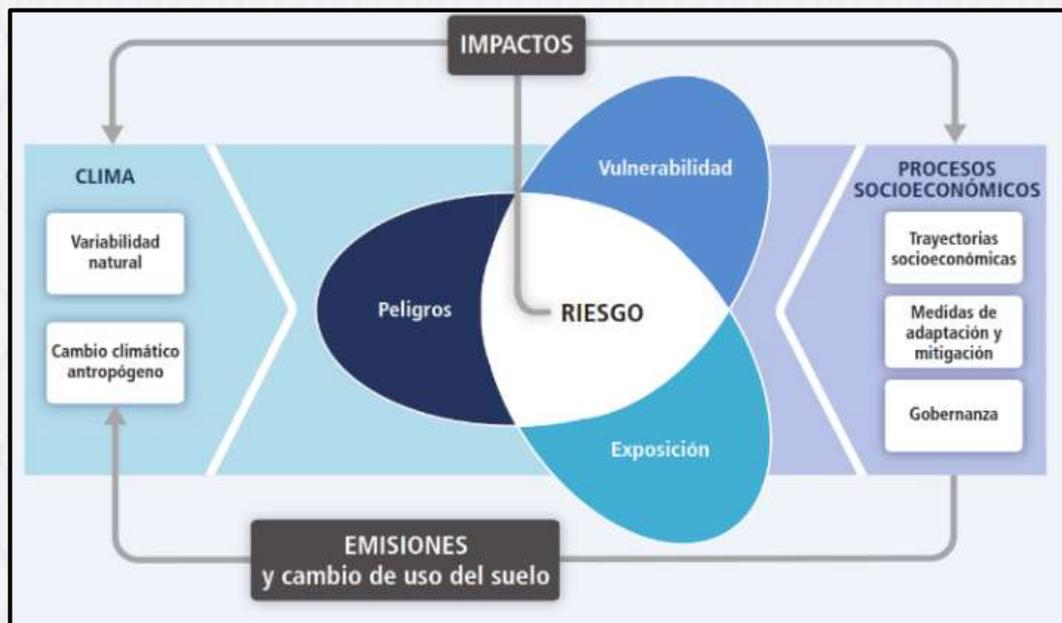 IMPACTOS
CLIMA
Variabilidad
natural
Cambio climático
antropógeno
Vulnerabilidad
Peligros
RIESGO
Exposición
PROCESOS
SOCIOECONÓMICOS
Trayectorias
socioeconómicas
Medidas de
adaptación y
mitigación
Gobernanza
EMISIONES
y cambio de uso del suelo